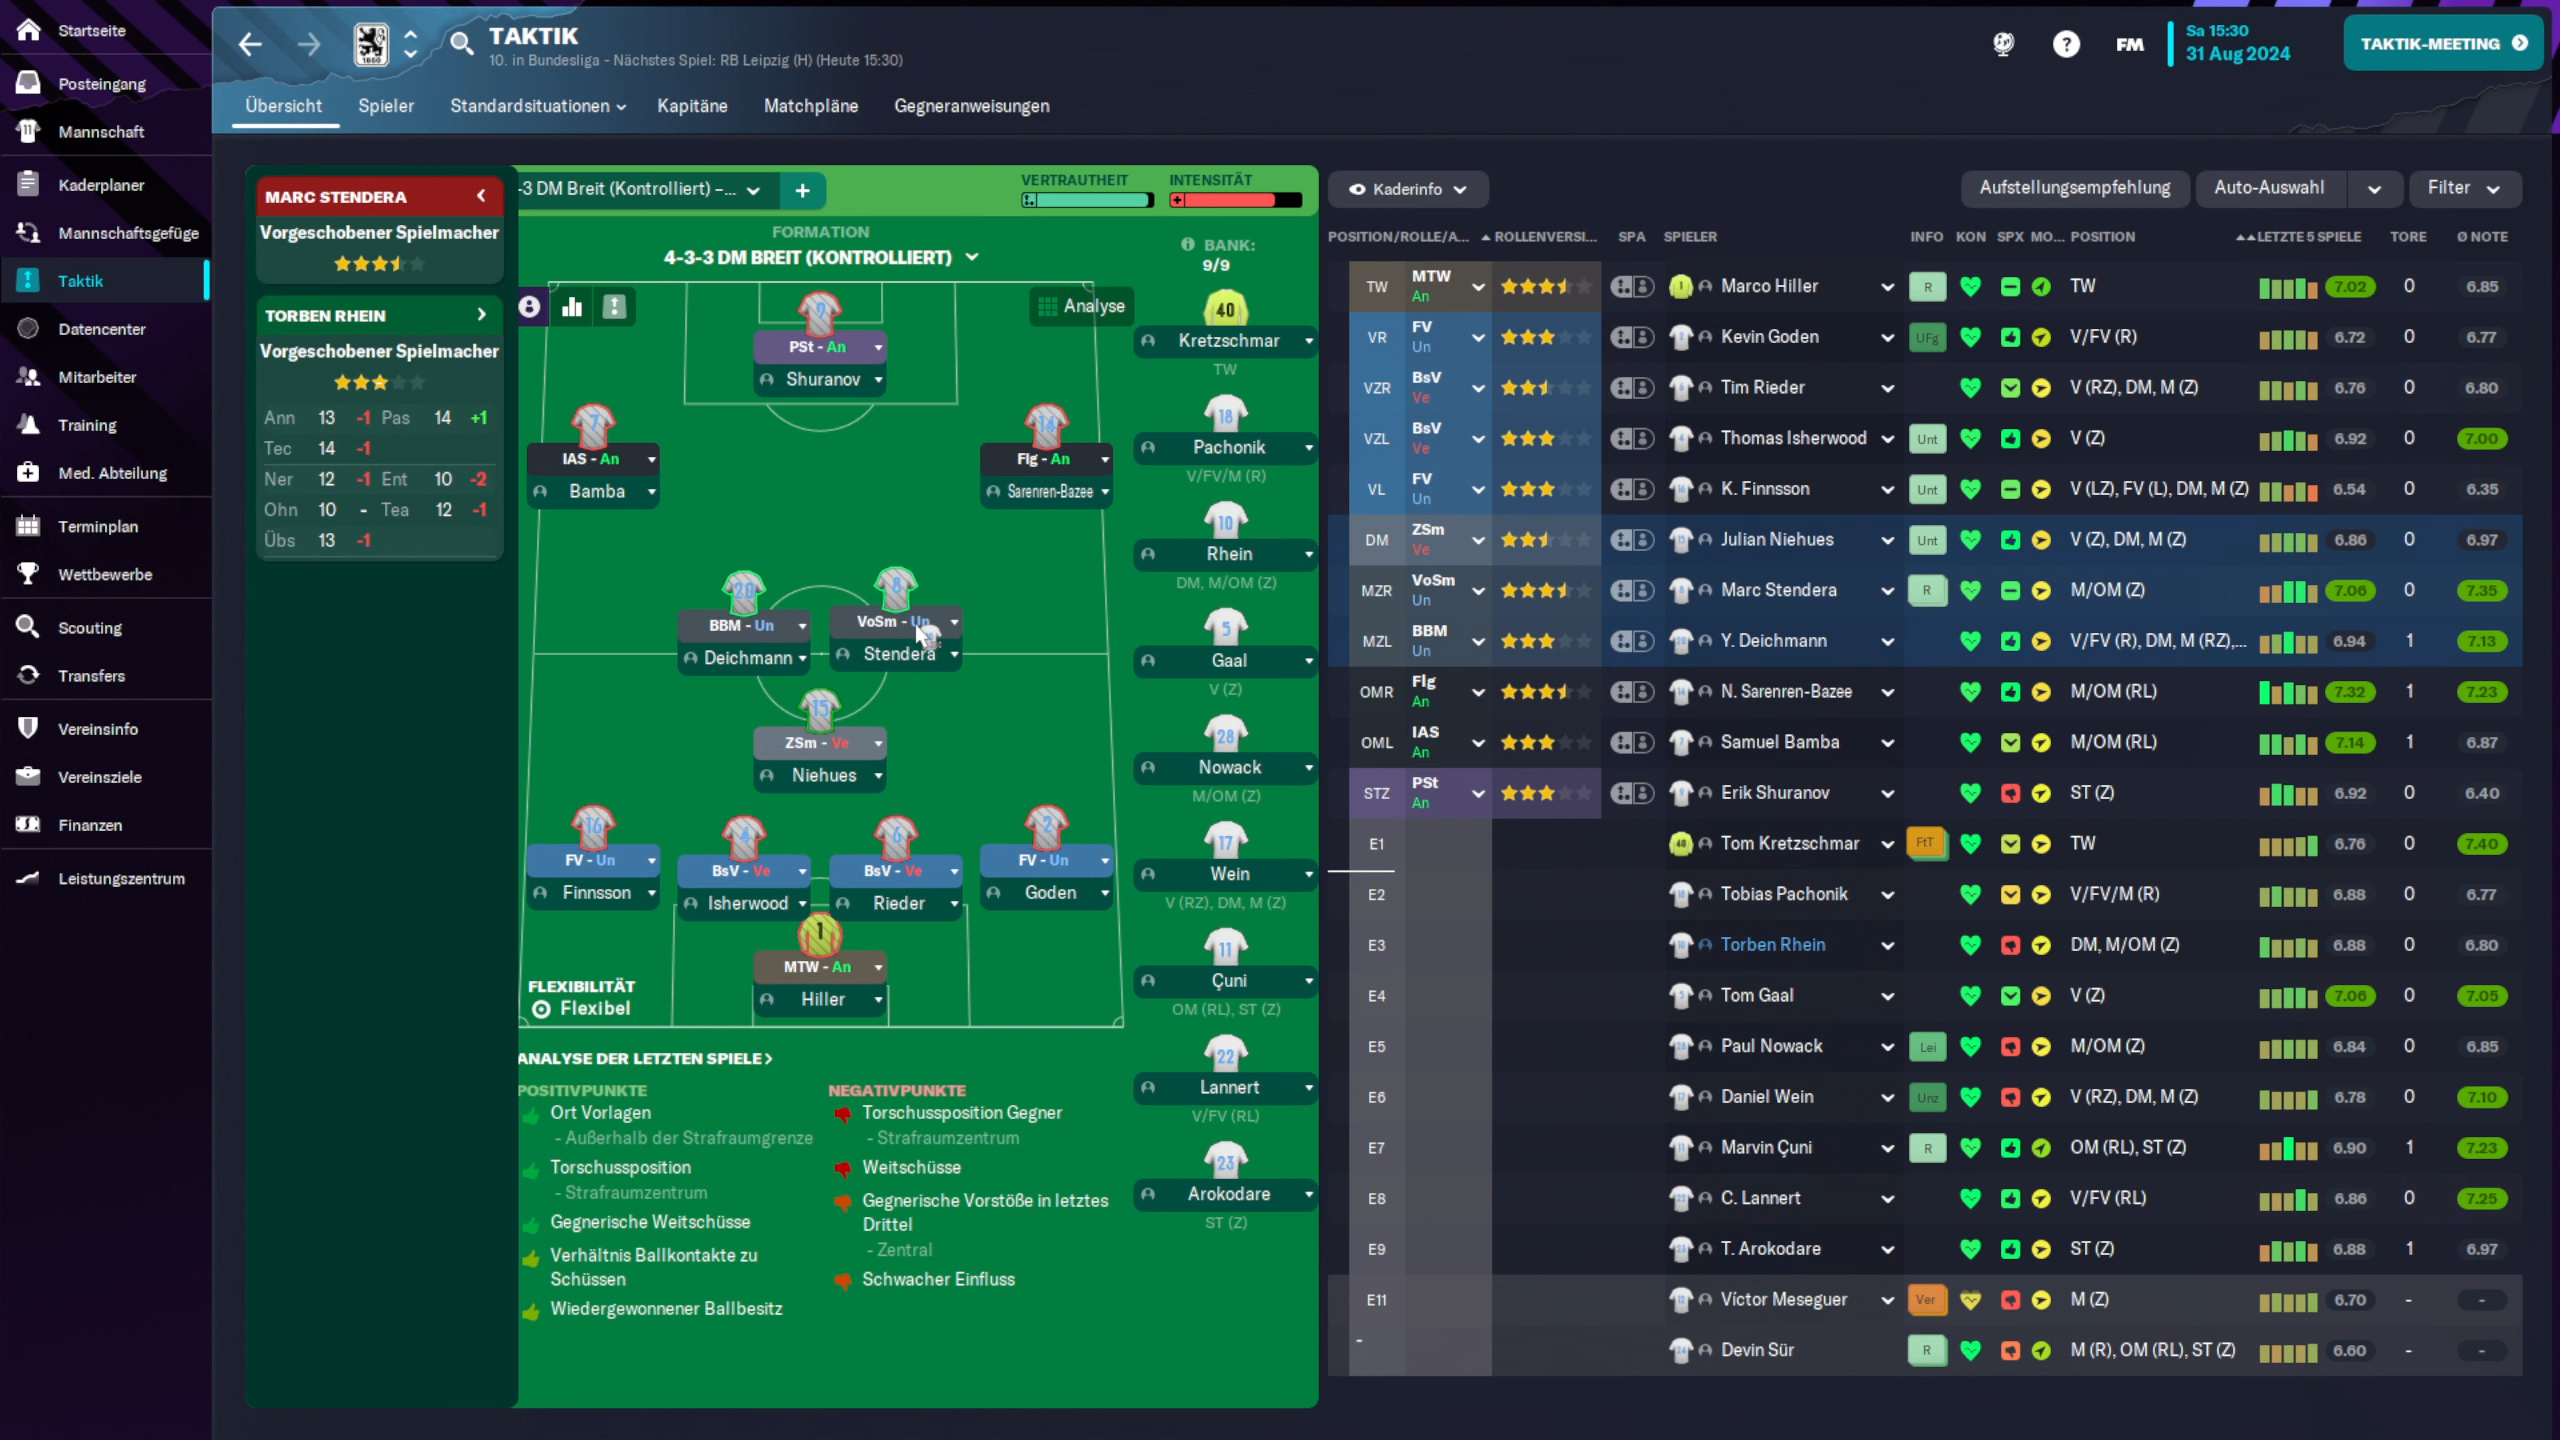 Startseite
Posteingang
Mannschaft
Kaderplaner
Mannschaftsgefüge
Taktik
Datencenter
Mitarbeiter
Training
Med. Abteilung
Terminplan
Wettbewerbe
Scouting
Transfers
Vereinsinfo
Vereinsziele
Finanzen
Leistungszentrum
TAKTIK
10. in Bundesliga - Nächstes Spiel: RB Leipzig (H) (Heute 15:30)
FM
Sa 15:30
31 Aug 2024
TAKTIK-MEETING
Übersicht Spieler Standardsituationen Kapitäne Matchpläne Gegneranweisungen
MARC STENDERA
Vorgeschobener Spielmacher
TORBEN RHEIN
Vorgeschobener Spielmacher
Ann 13 -1 Pas 14 +1
Tec 14 -1
Ner 12 -1 Ent 10 -2
Ohn 10 - Tea 12 -1
Übs 13 -1
-3 DM Breit (Kontrolliert) –...
VERTRAUTHEIT INTENSITÄT
FORMATION
4-3-3 DM BREIT (KONTROLLIERT)
Analyse
9
PSt - An
Shuranov
7
IAS - An
Bamba
14
Flg - An
Sarenren-Bazee
20
BBM - Un
Deichmann
8
VoSm - Un
Stendera
15
ZSm - Ve
Niehues
16
FV - Un
Finnsson
4
BsV - Ve
Isherwood
6
BsV - Ve
Rieder
2
FV - Un
Goden
1
MTW - An
Hiller
FLEXIBILITÄT
Flexibel
BANK:
9/9
40
Kretzschmar
TW
18
Pachonik
V/FV/M (R)
10
Rhein
DM, M/OM (Z)
5
Gaal
V (Z)
28
Nowack
M/OM (Z)
17
Wein
V (RZ), DM, M (Z)
11
Çuni
OM (RL), ST (Z)
22
Lannert
V/FV (RL)
23
Arokodare
ST (Z)
ANALYSE DER LETZTEN SPIELE
POSITIVPUNKTE
Ort Vorlagen
- Außerhalb der Strafraumgrenze
Torschussposition
- Strafraumzentrum
Gegnerische Weitschüsse
Verhältnis Ballkontakte zu
Schüssen
Wiedergewonnener Ballbesitz
NEGATIVPUNKTE
Torschussposition Gegner
- Strafraumzentrum
Weitschüsse
Gegnerische Vorstöße in letztes
Drittel
- Zentral
Schwacher Einfluss
Kaderinfo
Aufstellungsempfehlung Auto-Auswahl Filter
POSITION/ROLLE/A... ROLLENVERSI... SPA SPIELER INFO KON SPX MO... POSITION LETZTE 5 SPIELE TORE Ø NOTE
TW MTW An Marco Hiller R TW 7.02 0 6.85
VR FV Un Kevin Goden UFg V/FV (R) 6.72 0 6.77
VZR BsV Ve Tim Rieder V (RZ), DM, M (Z) 6.76 0 6.80
VZL BsV Ve Thomas Isherwood Unt V (Z) 6.92 0 7.00
VL FV Un K. Finnsson Unt V (LZ), FV (L), DM, M (Z) 6.54 0 6.35
DM ZSm Ve Julian Niehues Unt V (Z), DM, M (Z) 6.86 0 6.97
MZR VoSm Un Marc Stendera R M/OM (Z) 7.06 0 7.35
MZL BBM Un Y. Deichmann V/FV (R), DM, M (RZ),... 6.94 1 7.13
OMR Flg An N. Sarenren-Bazee M/OM (RL) 7.32 1 7.23
OML IAS An Samuel Bamba M/OM (RL) 7.14 1 6.87
STZ PSt An Erik Shuranov ST (Z) 6.92 0 6.40
E1 Tom Kretzschmar FtT TW 6.76 0 7.40
E2 Tobias Pachonik V/FV/M (R) 6.88 0 6.77
E3 Torben Rhein DM, M/OM (Z) 6.88 0 6.80
E4 Tom Gaal V (Z) 7.06 0 7.05
E5 Paul Nowack Lei M/OM (Z) 6.84 0 6.85
E6 Daniel Wein Unz V (RZ), DM, M (Z) 6.78 0 7.10
E7 Marvin Çuni R OM (RL), ST (Z) 6.90 1 7.23
E8 C. Lannert V/FV (RL) 6.86 0 7.25
E9 T. Arokodare ST (Z) 6.88 1 6.97
E11 Víctor Meseguer Ver M (Z) 6.70 - -
- Devin Sür R M (R), OM (RL), ST (Z) 6.60 - -